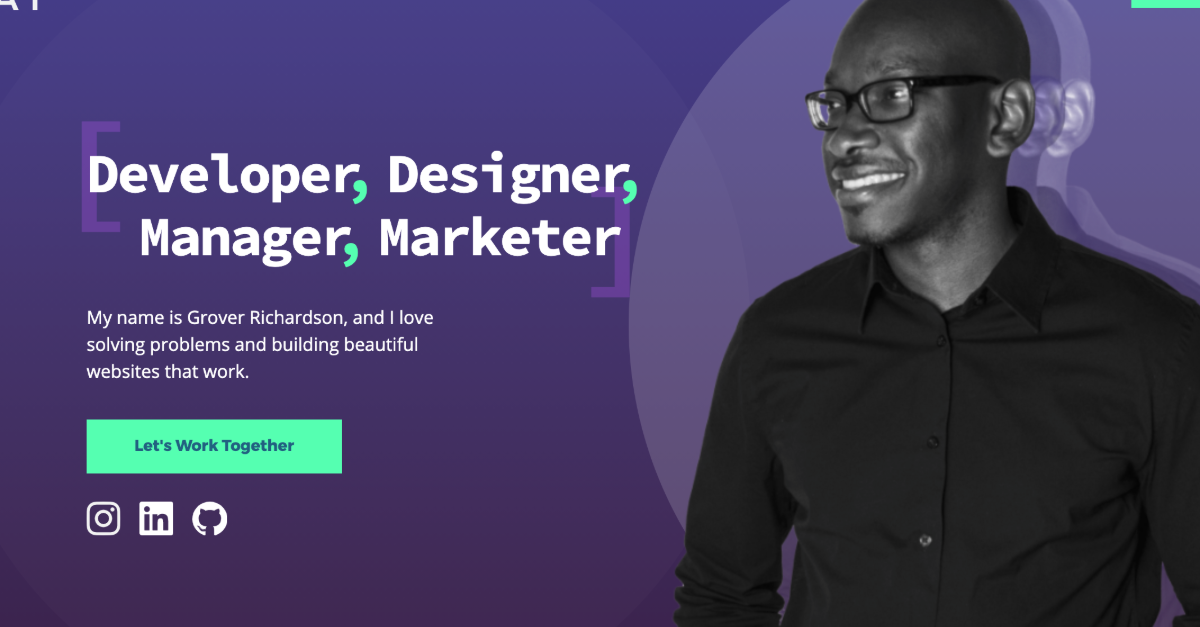 Developer, Designer,
Manager, Marketer
My name is Grover Richardson, and I love
solving problems and building beautiful
websites that work.
Let's Work Together
in